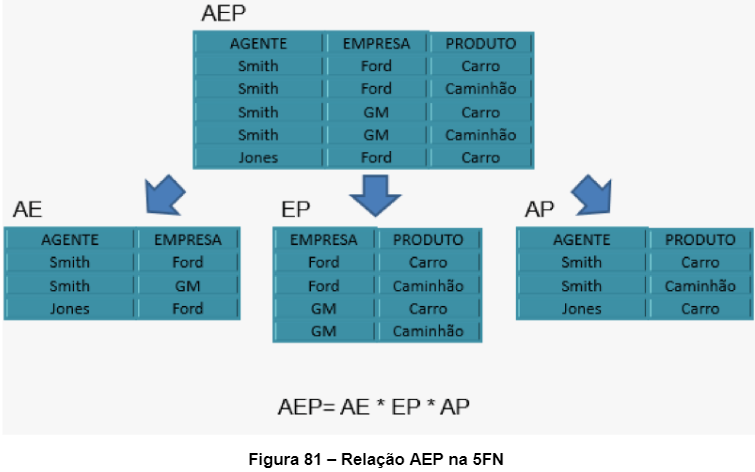 AEP
AGENTE EMPRESA PRODUTO
Smith Ford Carro
Smith Ford Caminhão
Smith GM Carro
Smith GM Caminhão
Jones Ford Carro
AE
AGENTE EMPRESA
Smith Ford
Smith GM
Jones Ford
EP
EMPRESA PRODUTO
Ford Carro
Ford Caminhão
GM Carro
GM Caminhão
AP
AGENTE PRODUTO
Smith Carro
Smith Caminhão
Jones Carro
AEP= AE * EP * AP
Figura 81 – Relação AEP na 5FN